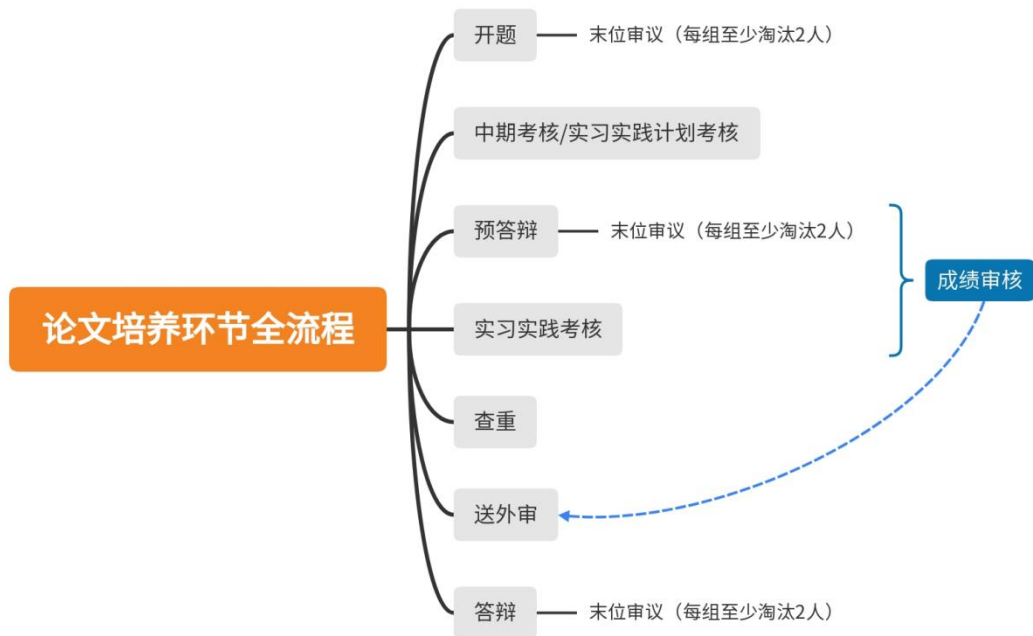 开题
末位审议（每组至少淘汰2人）
中期考核/实习实践计划考核
预答辩
末位审议（每组至少淘汰2人）
成绩审核
论文培养环节全流程
实习实践考核
查重
送外审
答辩
末位审议（每组至少淘汰2人）